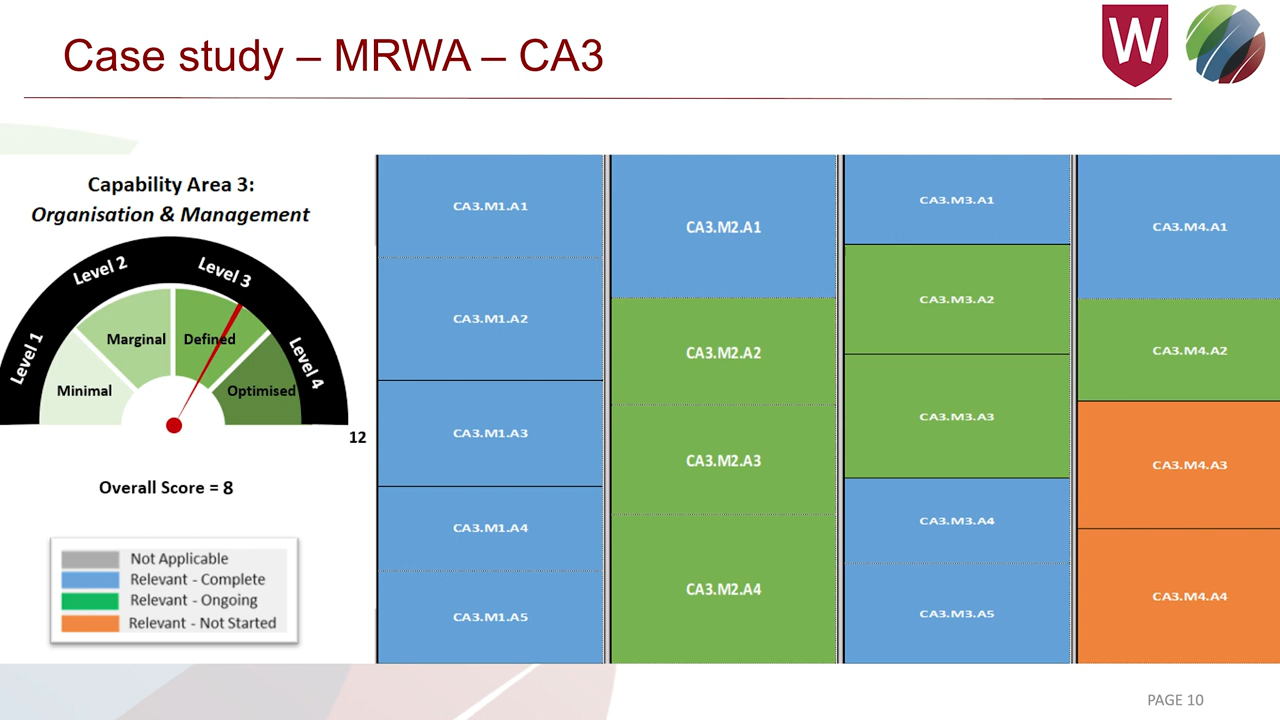 Case study – MRWA – CA3
W
Capability Area 3:
Organisation & Management
Level 1
Level 2
Level 3
Level 4
Minimal
Marginal
Defined
Optimised
12
Overall Score = 8
Not Applicable
Relevant - Complete
Relevant - Ongoing
Relevant - Not Started
CA3.M1.A1
CA3.M1.A2
CA3.M1.A3
CA3.M1.A4
CA3.M1.A5
CA3.M2.A1
CA3.M2.A2
CA3.M2.A3
CA3.M2.A4
CA3.M3.A1
CA3.M3.A2
CA3.M3.A3
CA3.M3.A4
CA3.M3.A5
CA3.M4.A1
CA3.M4.A2
CA3.M4.A3
CA3.M4.A4
PAGE 10